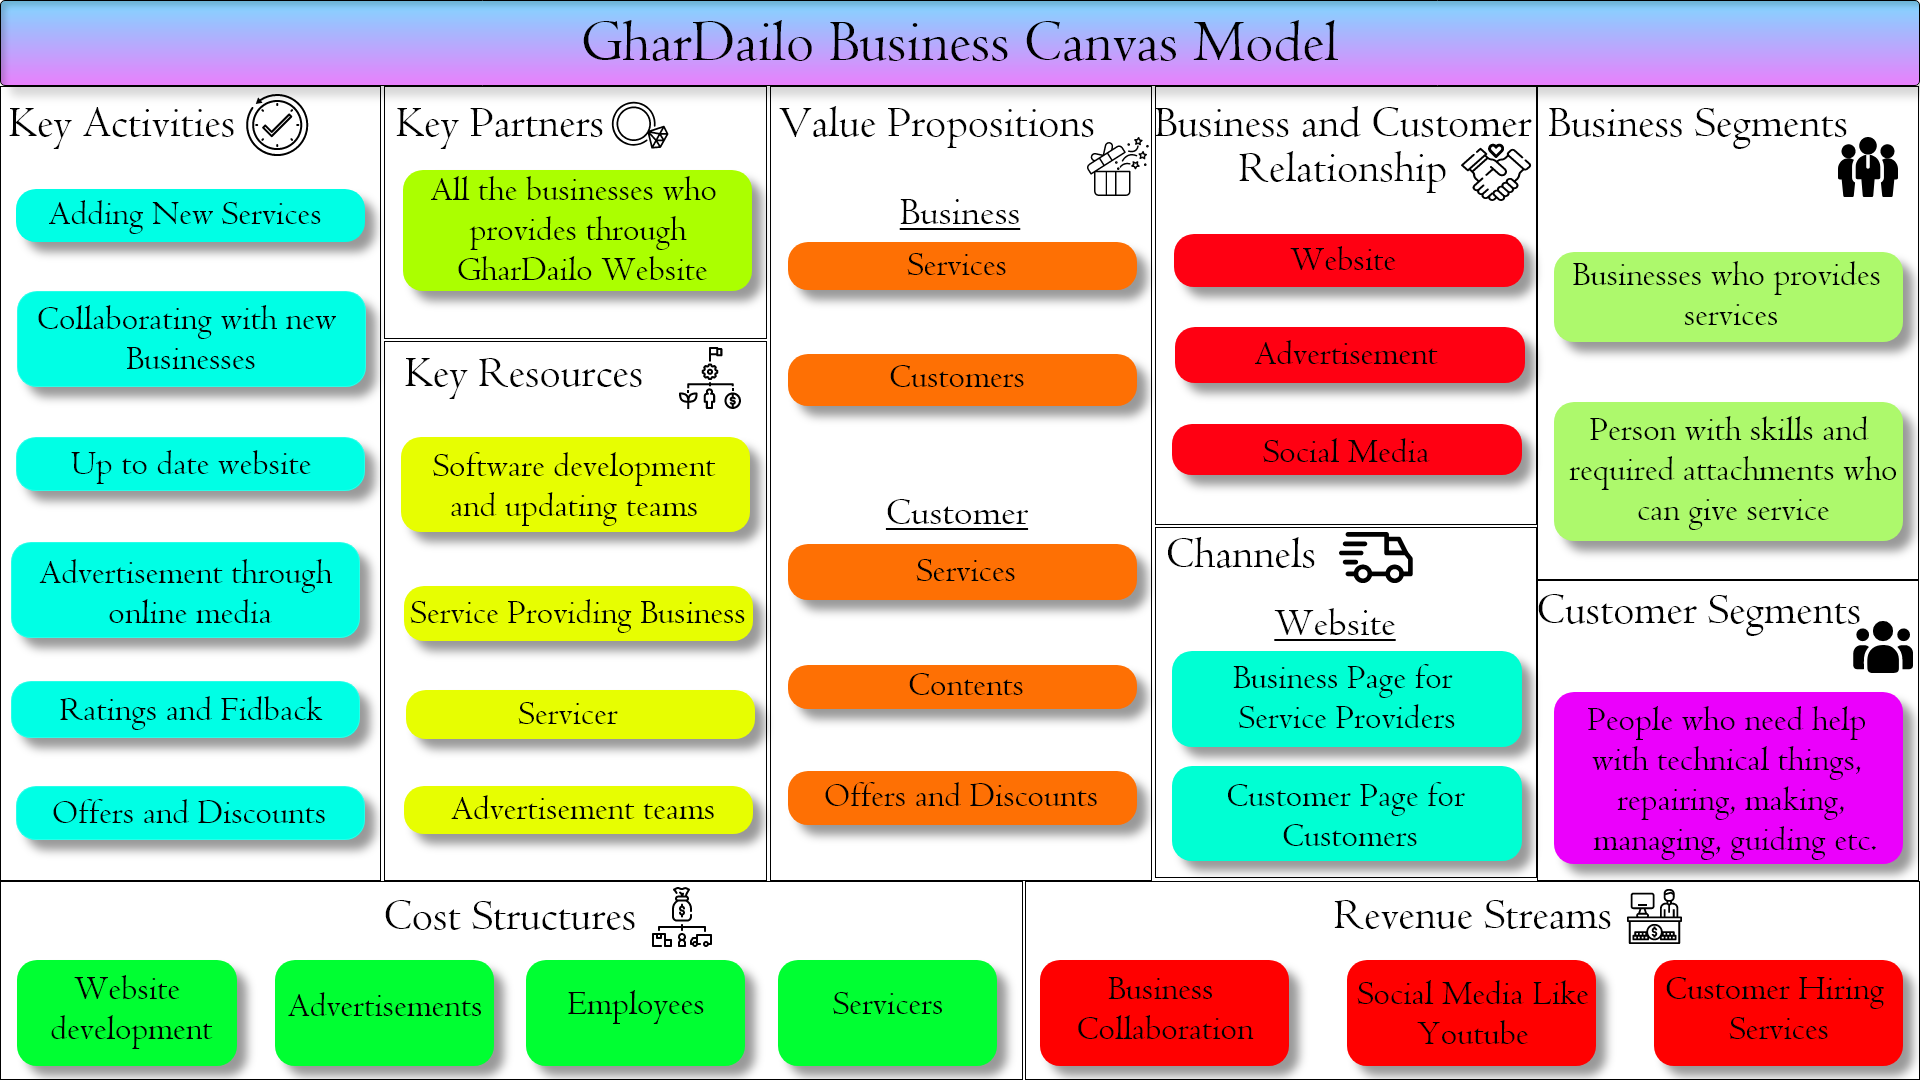 GharDailo Business Canvas Model
Key Activities
Adding New Services
Collaborating with new
Businesses
Up to date website
Advertisement through
online media
Ratings and Fidback
Offers and Discounts
Key Partners
All the businesses who
provides through
GharDailo Website
Key Resources
Software development
and updating teams
Service Providing Business
Servicer
Advertisement teams
Value Propositions
Business
Services
Customers
Customer
Services
Contents
Offers and Discounts
Business and Customer
Relationship
Website
Advertisement
Social Media
Channels
Website
Business Page for
Service Providers
Customer Page for
Customers
Business Segments
Businesses who provides
services
Person with skills and
required attachments who
can give service
Customer Segments
People who need help
with technical things,
repairing, making,
managing, guiding etc.
Cost Structures
Website
development
Advertisements
Employees
Servicers
Revenue Streams
Business
Collaboration
Social Media Like
Youtube
Customer Hiring
Services